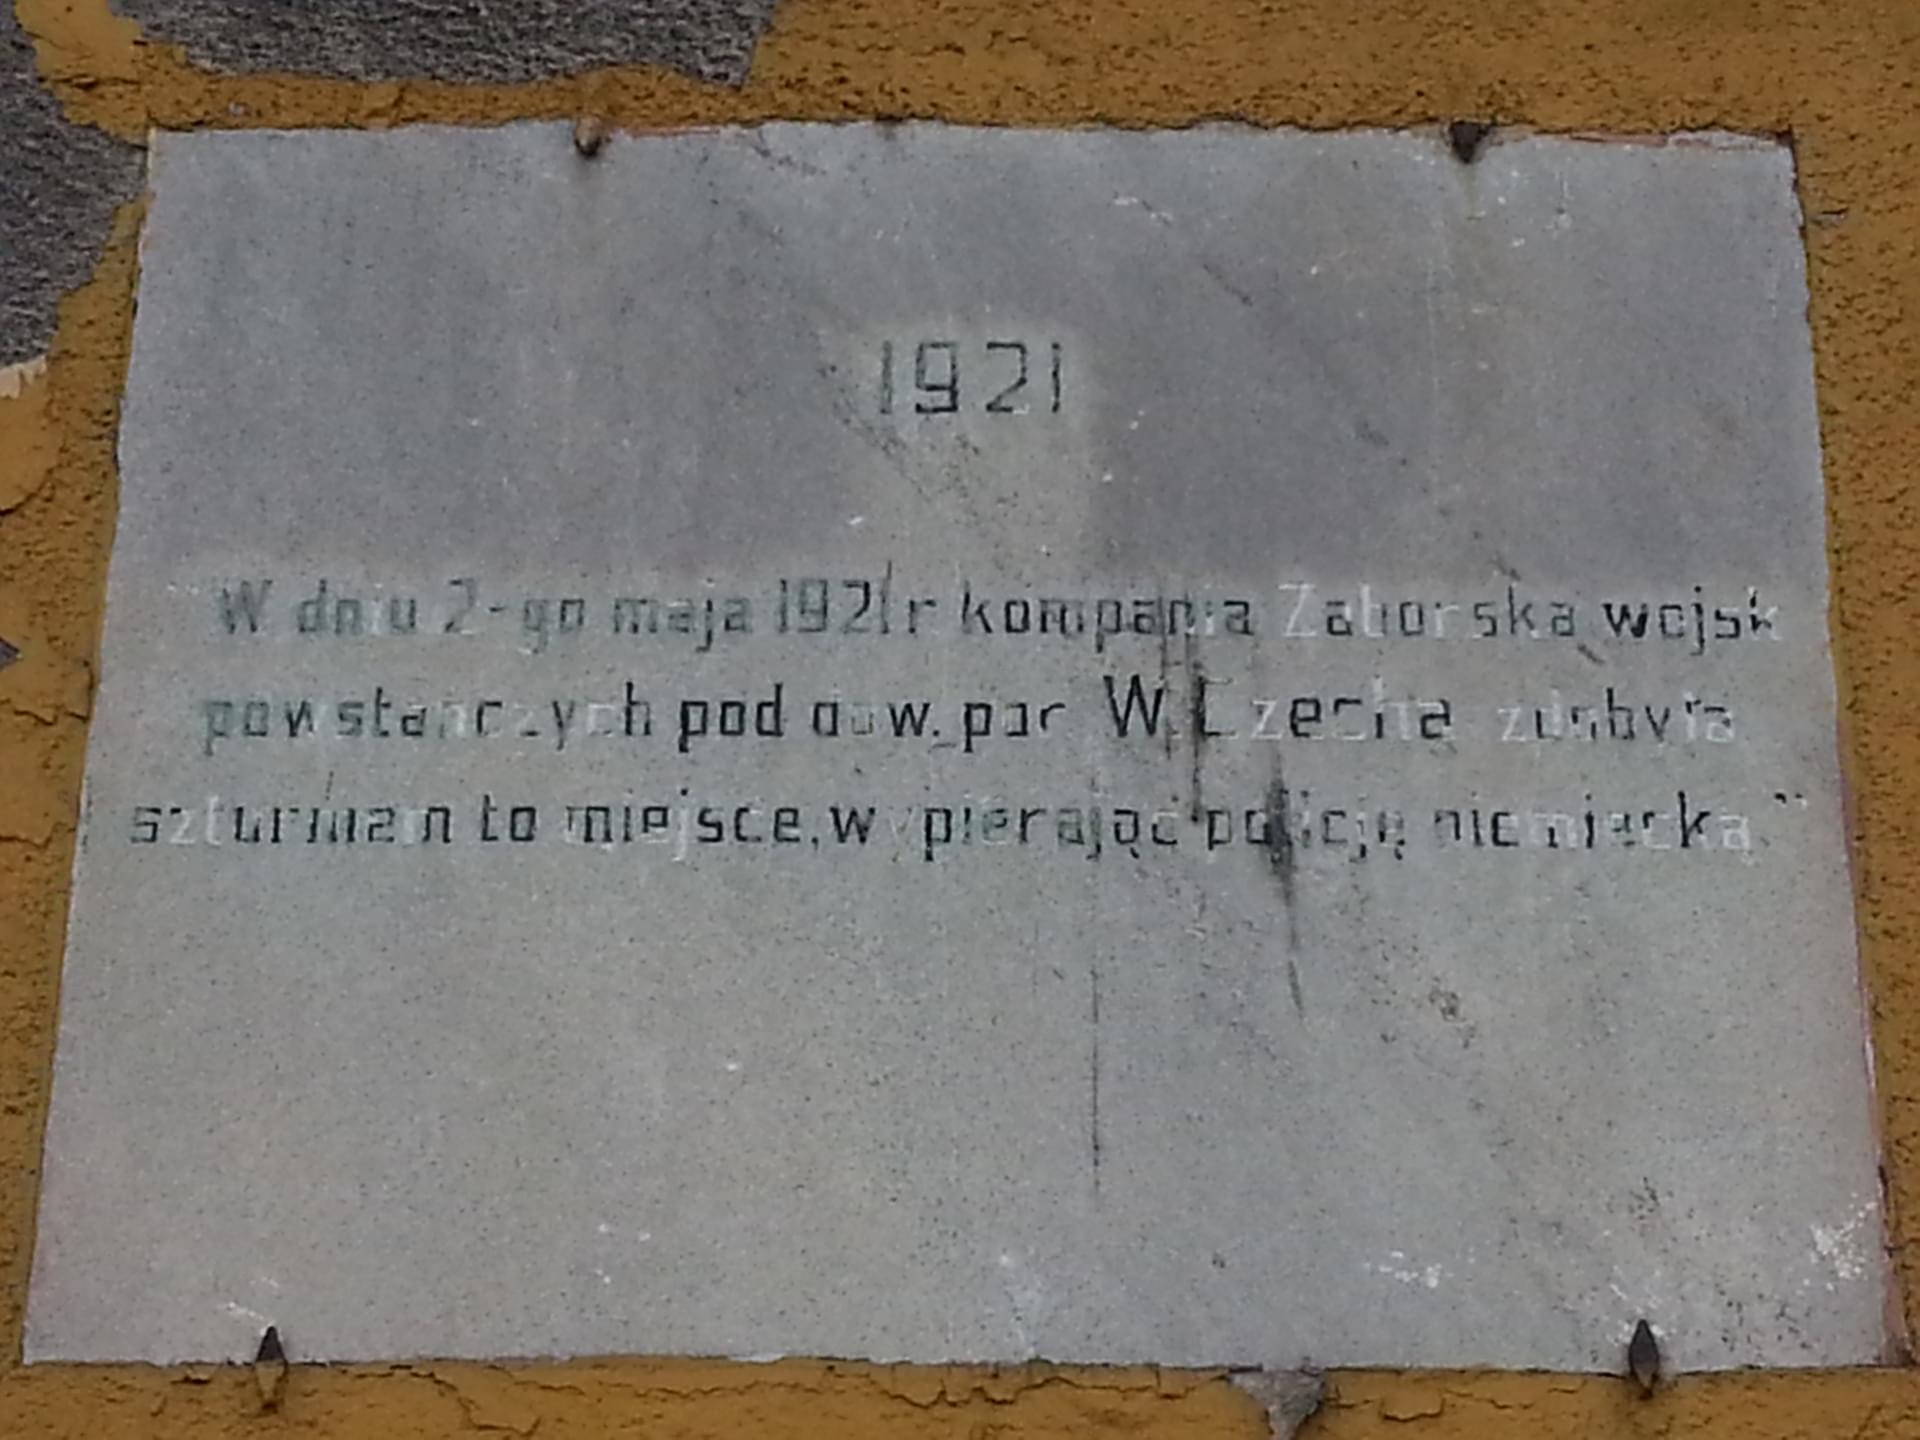 1921
W dniu 2-go maja 1921 r kompania Zaborska wojsk
powstańczych pod dow. por W. Czecha zdobyła
szturmem to miejsce, wypierając policję niemiecką."